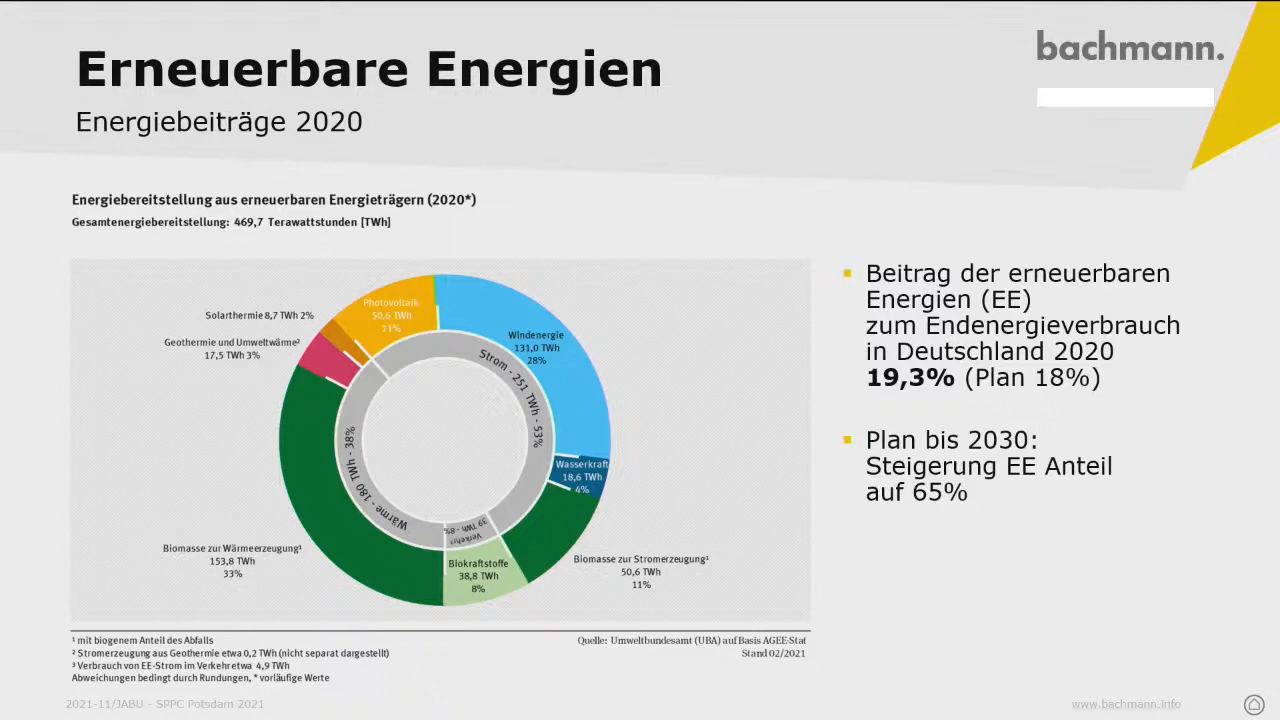 Erneuerbare Energien
Energiebeiträge 2020
bachmann.
Energiebereitstellung aus erneuerbaren Energieträgern (2020*)
Gesamtenergiebereitstellung: 469,7 Terawattstunden [TWh]
Photovoltaik
50,6 TWh
11%
Solarthermie 8,7 TWh 2%
Geothermie und Umweltwärme²
17,5 TWh 3%
Windenergie
131,0 TWh
28%
Strom - 251 TWh - 53%
Wärme - 180 TWh - 38%
Verkehr³
39 TWh - 8%
Wasserkraft
18,6 TWh
4%
Biomasse zur Wärmeerzeugung¹
153,8 TWh
33%
Biokraftstoffe
38,8 TWh
8%
Biomasse zur Stromerzeugung¹
50,6 TWh
11%
¹ mit biogenem Anteil des Abfalls
² Stromerzeugung aus Geothermie etwa 0,2 TWh (nicht separat dargestellt)
³ Verbrauch von EE-Strom im Verkehr etwa 4,9 TWh
Abweichungen bedingt durch Rundungen, * vorläufige Werte
Quelle: Umweltbundesamt (UBA) auf Basis AGEE-Stat
Stand 02/2021
Beitrag der erneuerbaren
Energien (EE)
zum Endenergieverbrauch
in Deutschland 2020
19,3% (Plan 18%)
Plan bis 2030:
Steigerung EE Anteil
auf 65%
2021-11/JABU - SPPC Potsdam 2021
www.bachmann.info